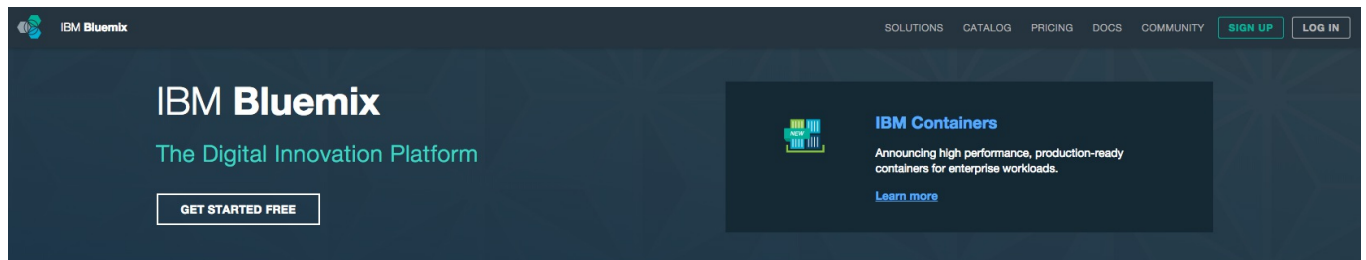 IBM Bluemix
SOLUTIONS CATALOG PRICING DOCS COMMUNITY SIGN UP LOG IN
IBM Bluemix
The Digital Innovation Platform
GET STARTED FREE
NEW
IBM Containers
Announcing high performance, production-ready
containers for enterprise workloads.
Learn more